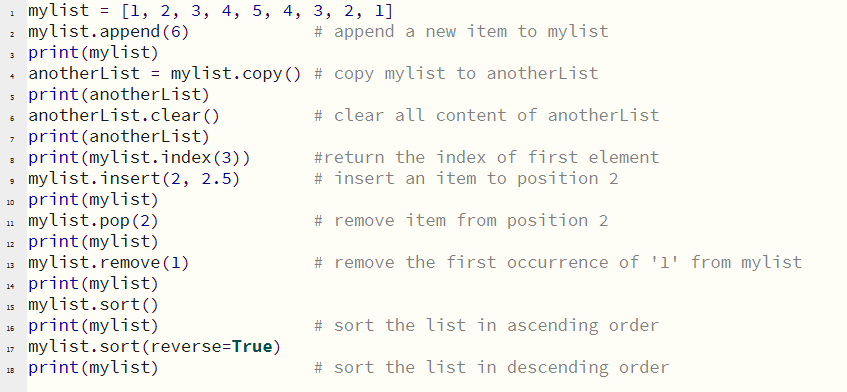 1 mylist = [1, 2, 3, 4, 5, 4, 3, 2, 1]
2 mylist.append(6) # append a new item to mylist
3 print(mylist)
4 anotherList = mylist.copy() # copy mylist to anotherList
5 print(anotherList)
6 anotherList.clear() # clear all content of anotherList
7 print(anotherList)
8 print(mylist.index(3)) #return the index of first element
9 mylist.insert(2, 2.5) # insert an item to position 2
10 print(mylist)
11 mylist.pop(2) # remove item from position 2
12 print(mylist)
13 mylist.remove(1) # remove the first occurrence of '1' from mylist
14 print(mylist)
15 mylist.sort()
16 print(mylist) # sort the list in ascending order
17 mylist.sort(reverse=True)
18 print(mylist) # sort the list in descending order